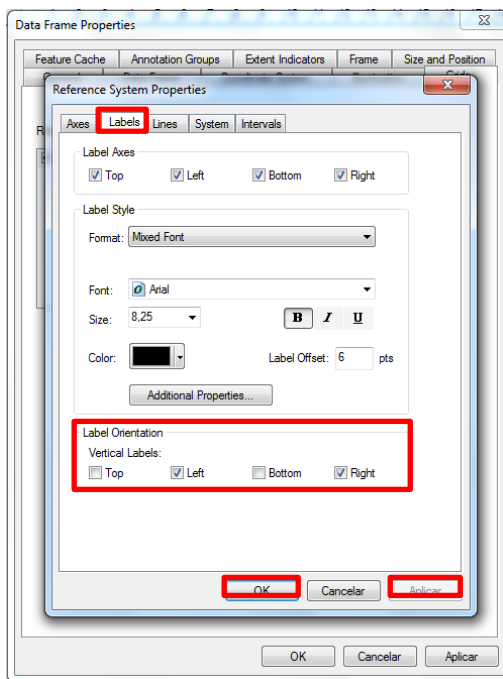 Data Frame Properties
Feature Cache Annotation Groups Extent Indicators Frame Size and Position
Reference System Properties
Axes Labels Lines System Intervals
Label Axes
Top Left Bottom Right
Label Style
Format: Mixed Font
Font: Arial
Size: 8,25 B I U
Color: Label Offset: 6 pts
Additional Properties...
Label Orientation
Vertical Labels:
Top Left Bottom Right
OK Cancelar Aplicar
OK Cancelar Aplicar